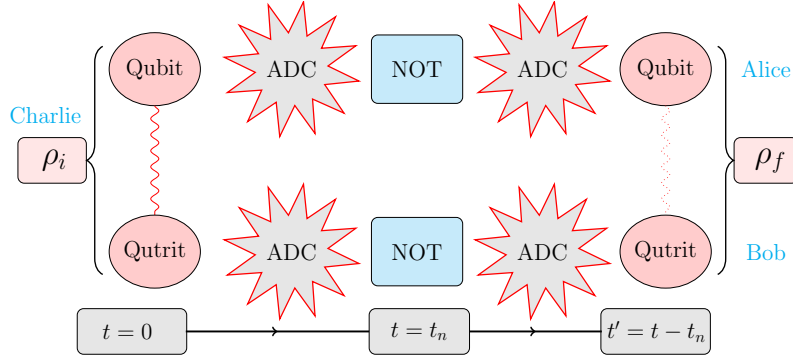 Qubit
ADC
NOT
ADC
Qubit
Charlie
Alice
ρ_i
ρ_f
Qutrit
ADC
NOT
ADC
Qutrit
Bob
t = 0
t = t_n
t′ = t − t_n